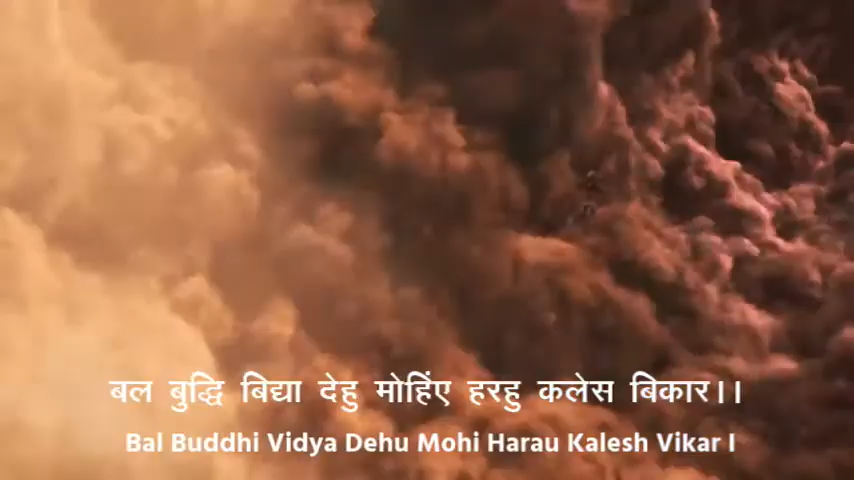 बल बुद्धि बिद्या देहु मोहिंए हरहु कलेस बिकार।।
Bal Buddhi Vidya Dehu Mohi Harau Kalesh Vikar I